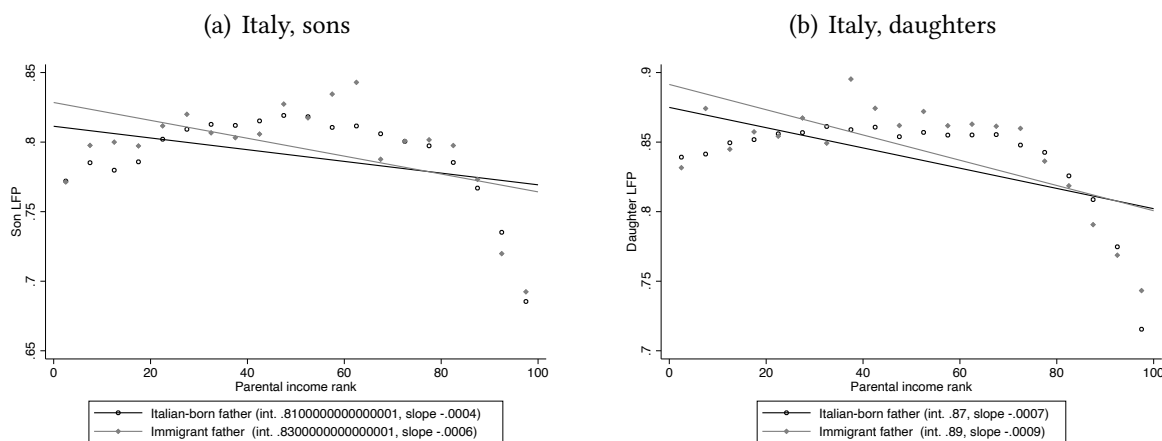 (a) Italy, sons
.85
.8
.75
.7
.65
Son LFP
0 20 40 60 80 100
Parental income rank
Italian-born father (int. .8100000000000001, slope -.0004)
Immigrant father (int. .8300000000000001, slope -.0006)
(b) Italy, daughters
.9
.85
.8
.75
.7
Daughter LFP
0 20 40 60 80 100
Parental income rank
Italian-born father (int. .87, slope -.0007)
Immigrant father (int. .89, slope -.0009)